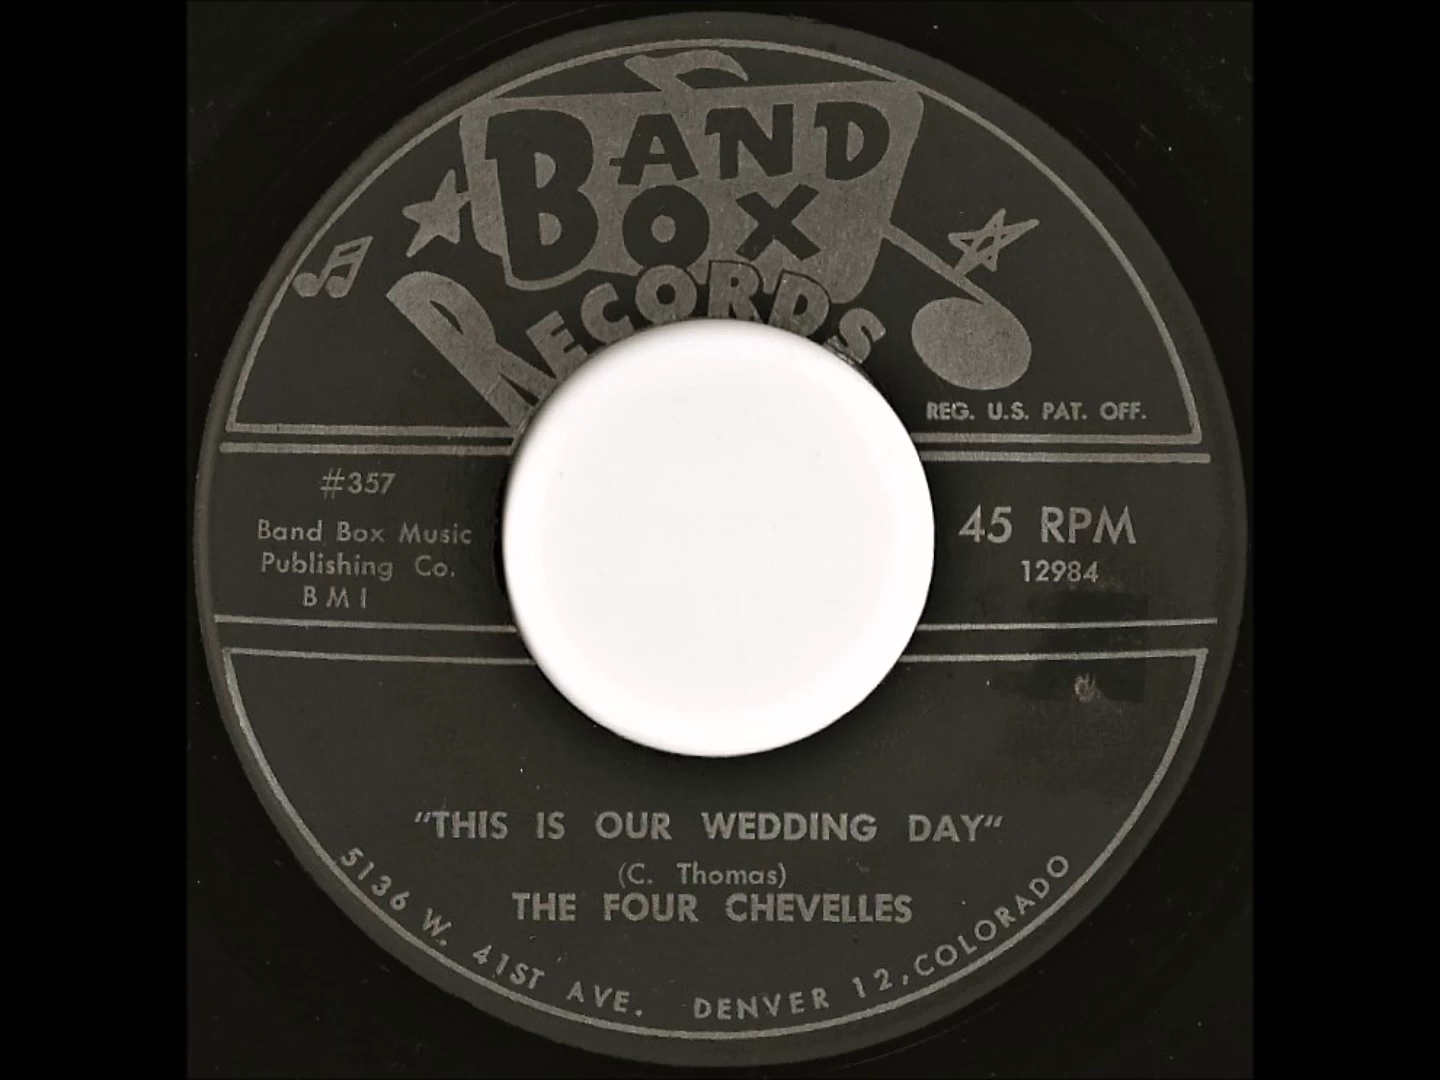 BAND
BOX
RECORDS
REG. U.S. PAT. OFF.
#357
Band Box Music
Publishing Co.
BMI
45 RPM
12984
"THIS IS OUR WEDDING DAY"
(C. Thomas)
THE FOUR CHEVELLES
5136 W. 41ST AVE. DENVER 12, COLORADO